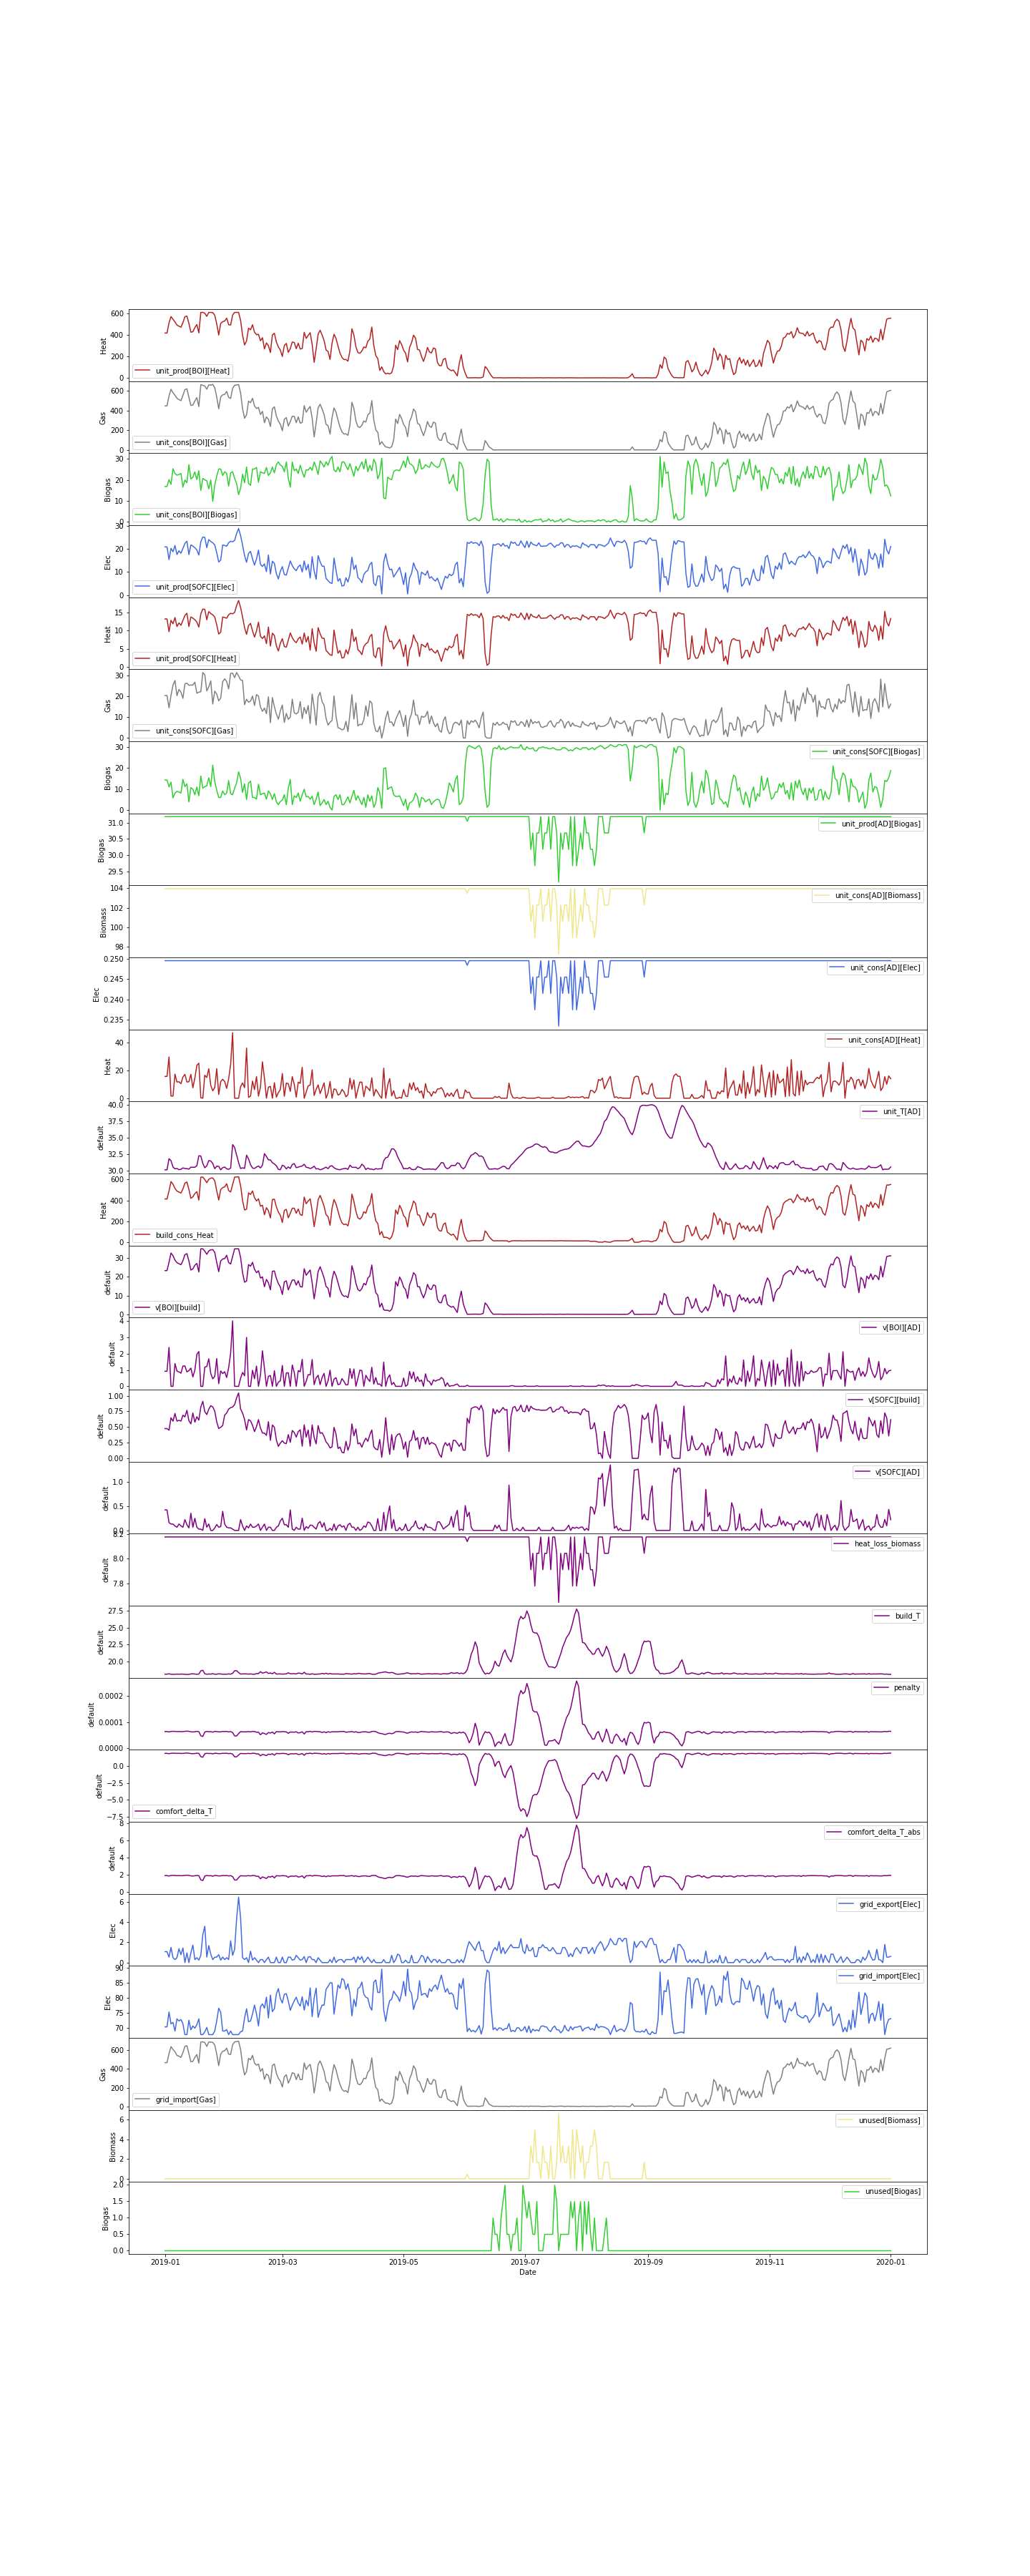 600
400
200
0
Heat
unit_prod[BOI][Heat]
600
400
200
0
Gas
unit_cons[BOI][Gas]
30
20
10
0
Biogas
unit_cons[BOI][Biogas]
30
20
10
0
Elec
unit_prod[SOFC][Elec]
15
10
5
0
Heat
unit_prod[SOFC][Heat]
30
20
10
0
Gas
unit_cons[SOFC][Gas]
30
20
10
0
Biogas
unit_cons[SOFC][Biogas]
31.0
30.5
30.0
29.5
Biogas
unit_prod[AD][Biogas]
104
102
100
98
Biomass
unit_cons[AD][Biomass]
0.250
0.245
0.240
0.235
Elec
unit_cons[AD][Elec]
40
20
0
Heat
unit_cons[AD][Heat]
40.0
37.5
35.0
32.5
30.0
default
unit_T[AD]
600
400
200
0
Heat
build_cons_Heat
30
20
10
0
default
v[BOI][build]
4
3
2
1
0
default
v[BOI][AD]
1.00
0.75
0.50
0.25
0.00
default
v[SOFC][build]
1.0
0.5
0.0
default
v[SOFC][AD]
8.2
8.0
7.8
default
heat_loss_biomass
27.5
25.0
22.5
20.0
default
build_T
0.0002
0.0001
0.0000
default
penalty
0.0
−2.5
−5.0
−7.5
default
comfort_delta_T
8
6
4
2
0
default
comfort_delta_T_abs
6
4
2
0
Elec
grid_export[Elec]
90
85
80
75
70
Elec
grid_import[Elec]
600
400
200
0
Gas
grid_import[Gas]
6
4
2
0
Biomass
unused[Biomass]
2.0
1.5
1.0
0.5
0.0
Biogas
unused[Biogas]
2019-01 2019-03 2019-05 2019-07 2019-09 2019-11 2020-01
Date